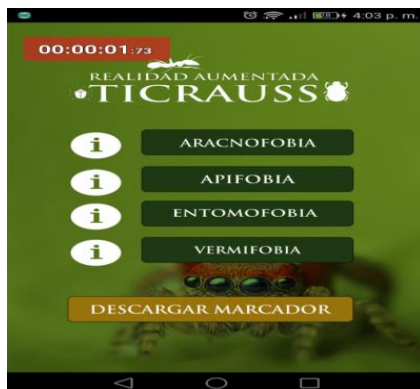 4:03 p. m.
00:00:01:73
REALIDAD AUMENTADA
TICRAUSS
i ARACNOFOBIA
i APIFOBIA
i ENTOMOFOBIA
i VERMIFOBIA
DESCARGAR MARCADOR